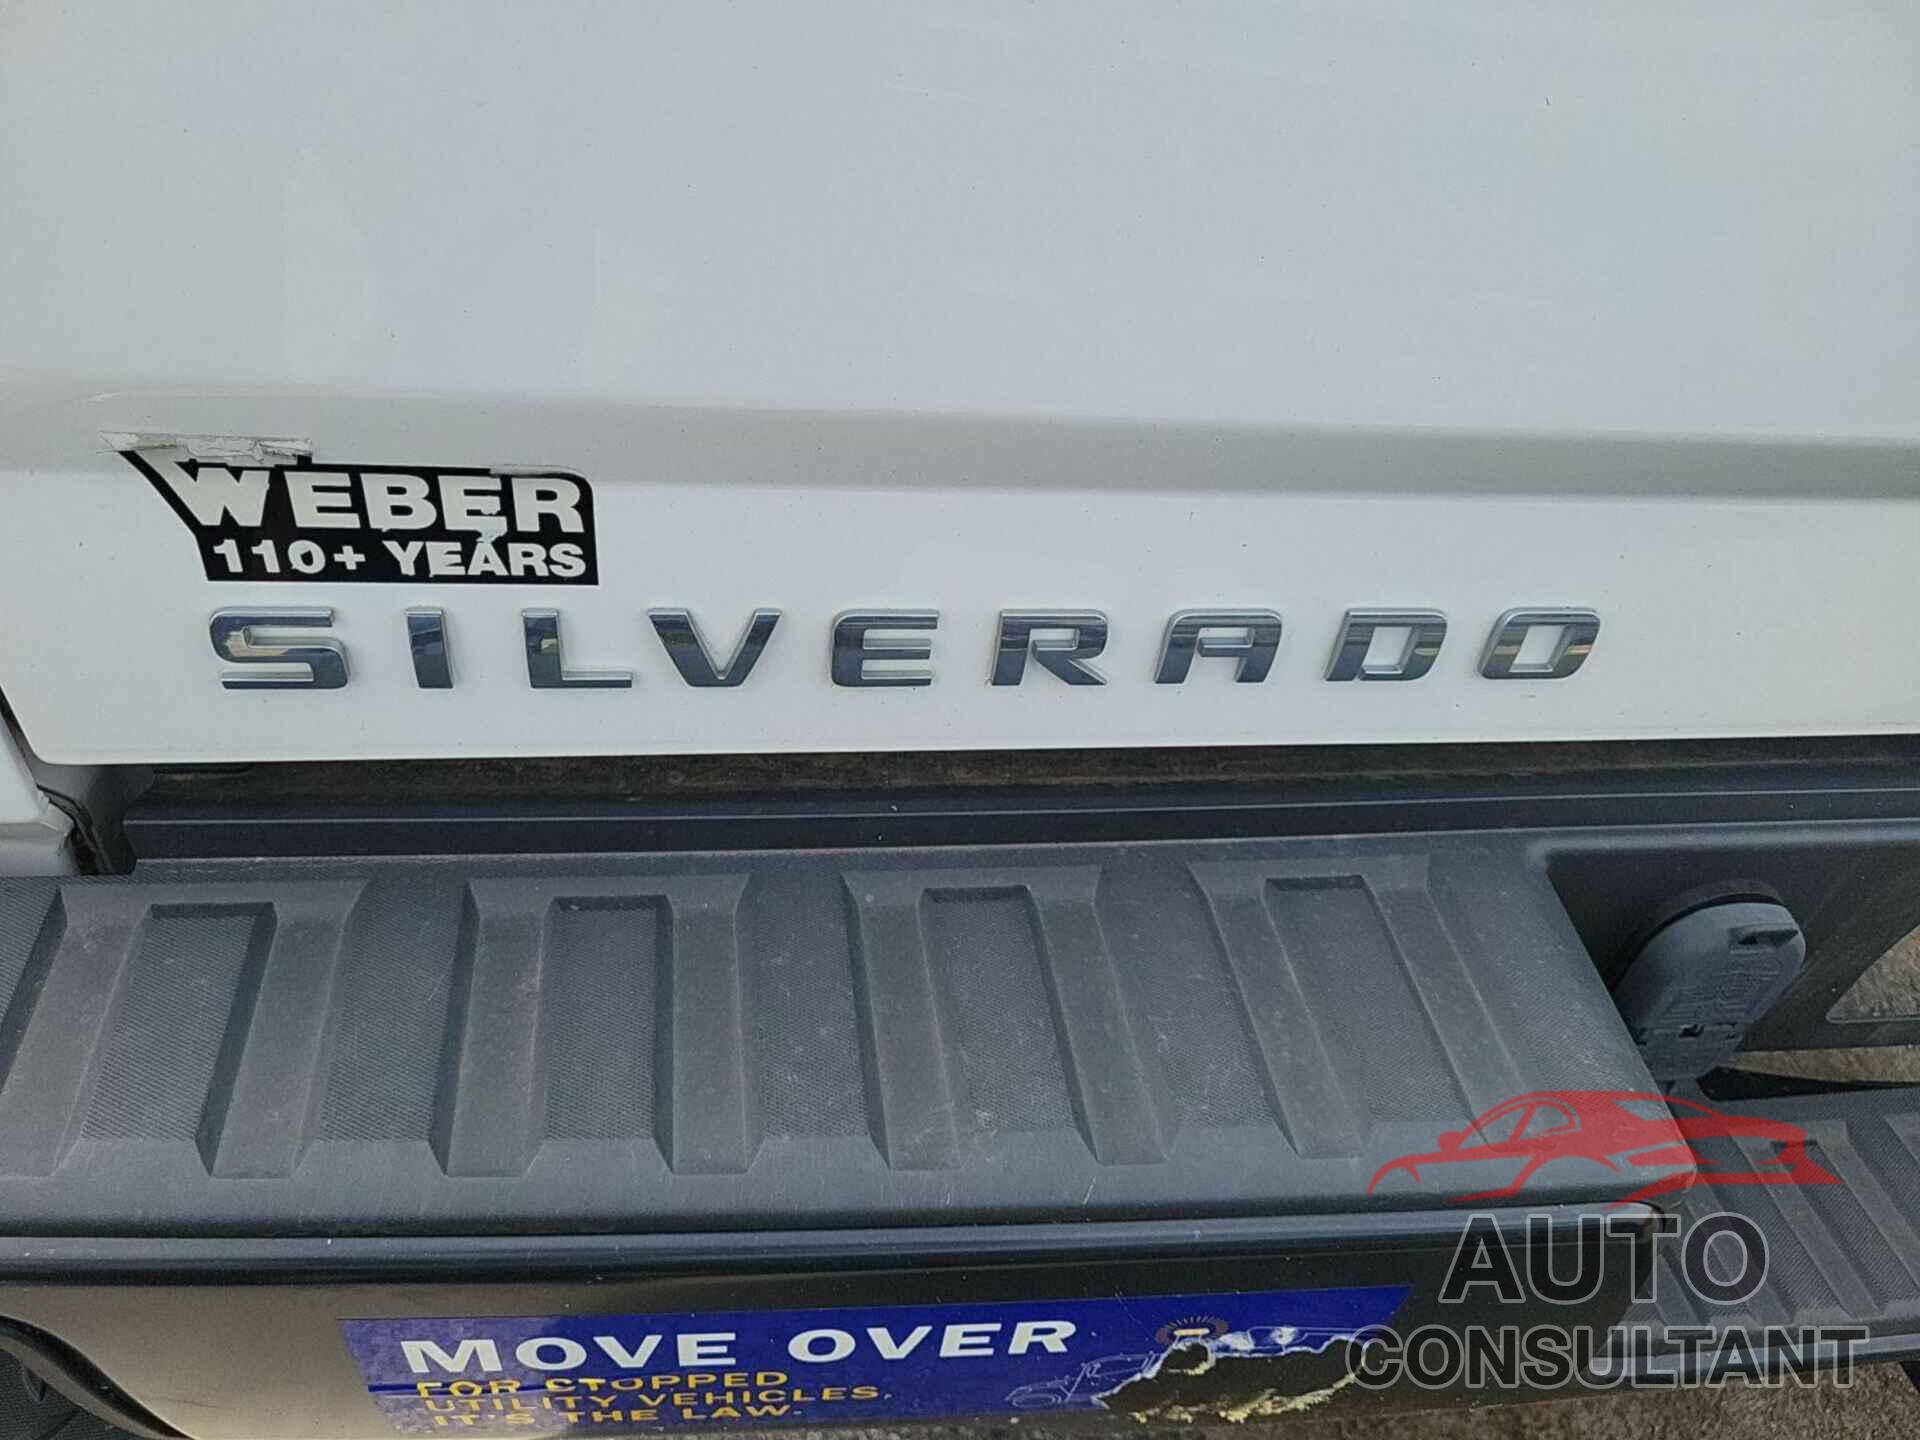 WEBER
110+ YEARS
SILVERADO
MOVE OVER
FOR STOPPED
UTILITY VEHICLES.
IT'S THE LAW.
AUTO
CONSULTANT